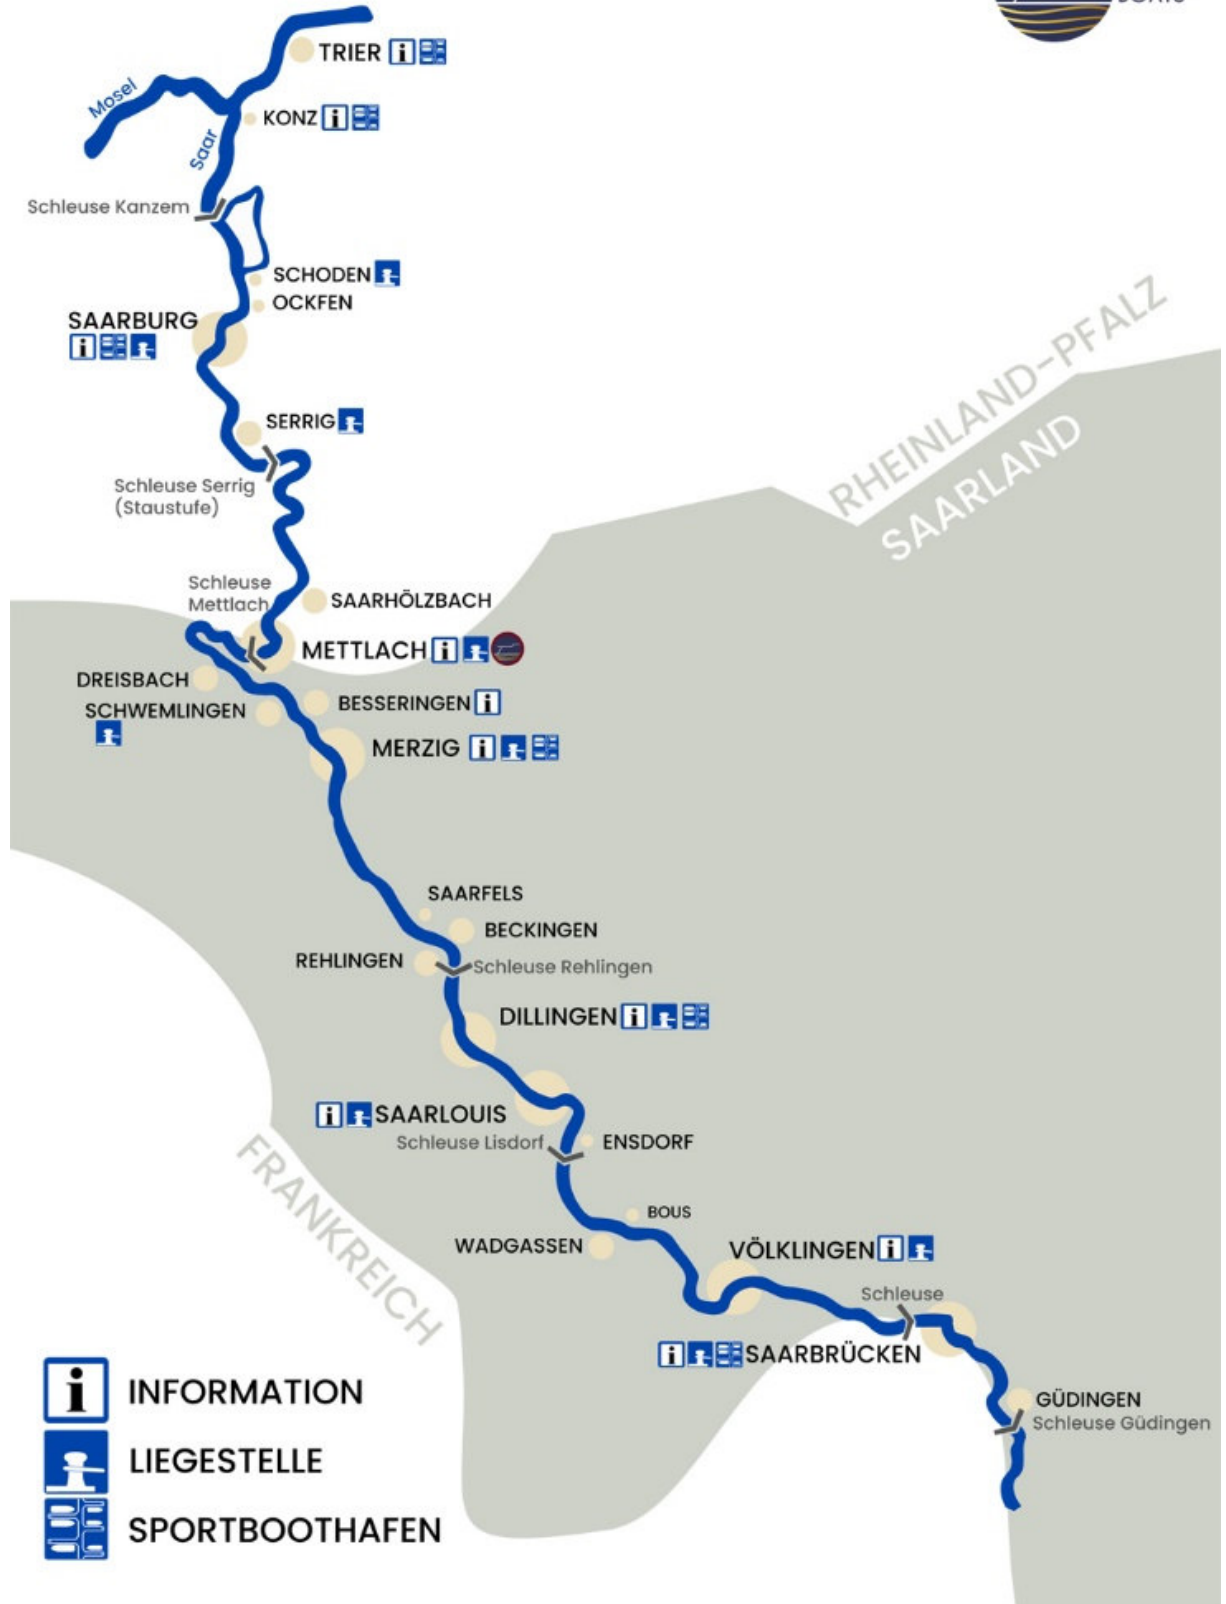 TRIER
Mosel
KONZ
Saar
Schleuse Kanzem
SCHODEN
OCKFEN
SAARBURG
SERRIG
Schleuse Serrig
(Staustufe)
RHEINLAND-PFALZ
SAARLAND
Schleuse
Mettlach
SAARHÖLZBACH
METTLACH
DREISBACH
BESSERINGEN
SCHWEMLINGEN
MERZIG
SAARFELS
BECKINGEN
REHLINGEN
Schleuse Rehlingen
DILLINGEN
SAARLOUIS
Schleuse Lisdorf
ENSDORF
FRANKREICH
BOUS
WADGASSEN
VÖLKLINGEN
Schleuse
SAARBRÜCKEN
GÜDINGEN
Schleuse Güdingen
INFORMATION
LIEGESTELLE
SPORTBOOTHAFEN